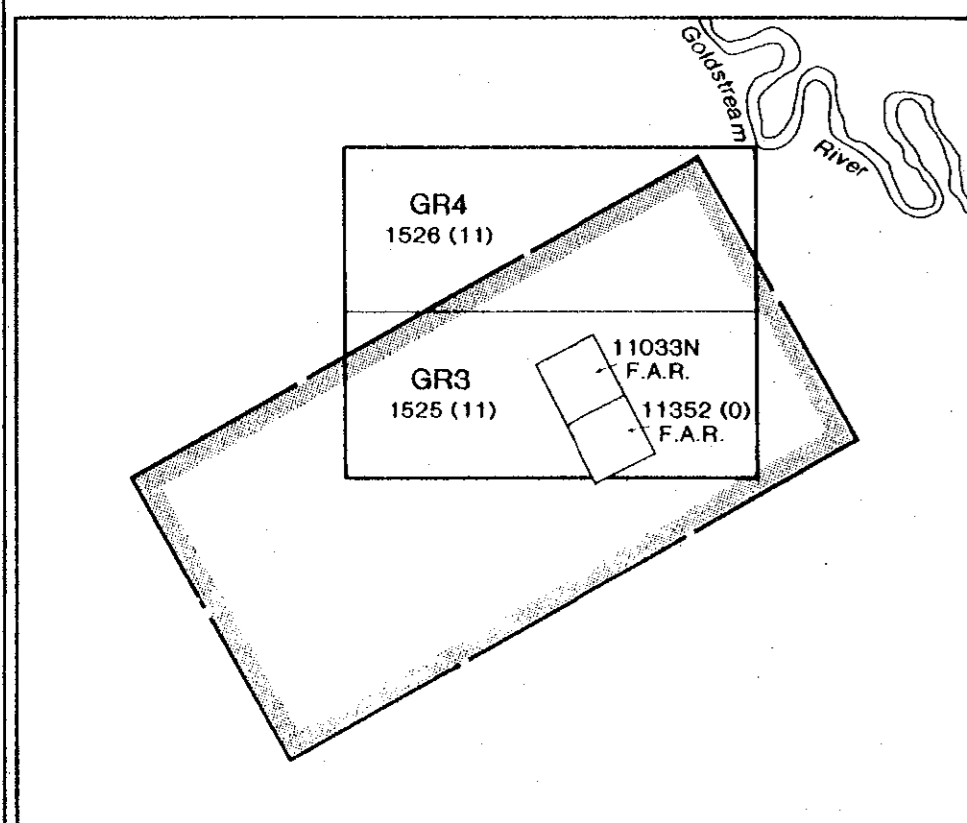 Goldstream
River
GR4
1526 (11)
GR3
1525 (11)
11033N
F.A.R.
11352 (0)
F.A.R.